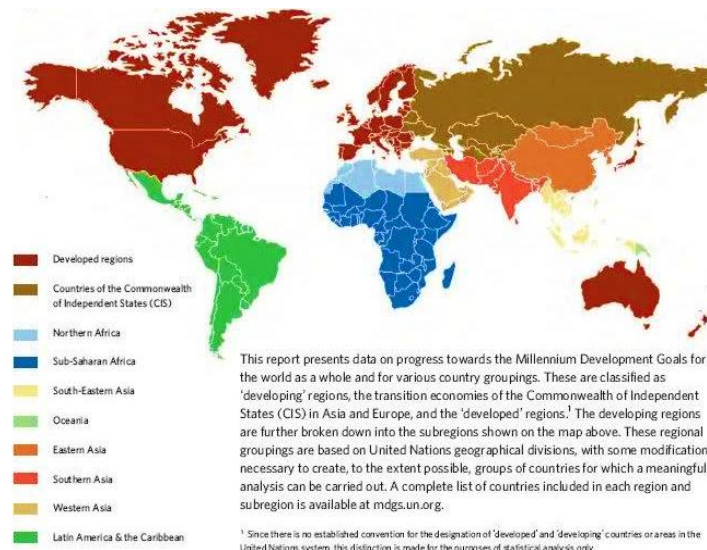 Developed regions
Countries of the Commonwealth
of Independent States (CIS)
Northern Africa
Sub-Saharan Africa
South-Eastern Asia
Oceania
Eastern Asia
Southern Asia
Western Asia
Latin America & the Caribbean
This report presents data on progress towards the Millennium Development Goals for
the world as a whole and for various country groupings. These are classified as
‘developing’ regions, the transition economies of the Commonwealth of Independent
States (CIS) in Asia and Europe, and the ‘developed’ regions.¹ The developing regions
are further broken down into the subregions shown on the map above. These regional
groupings are based on United Nations geographical divisions, with some modification
necessary to create, to the extent possible, groups of countries for which a meaningful
analysis can be carried out. A complete list of countries included in each region and
subregion is available at mdgs.un.org.
¹ Since there is no established convention for the designation of ‘developed’ and ‘developing’ countries or areas in the
United Nations system, this distinction is made for the purposes of statistical analysis only.